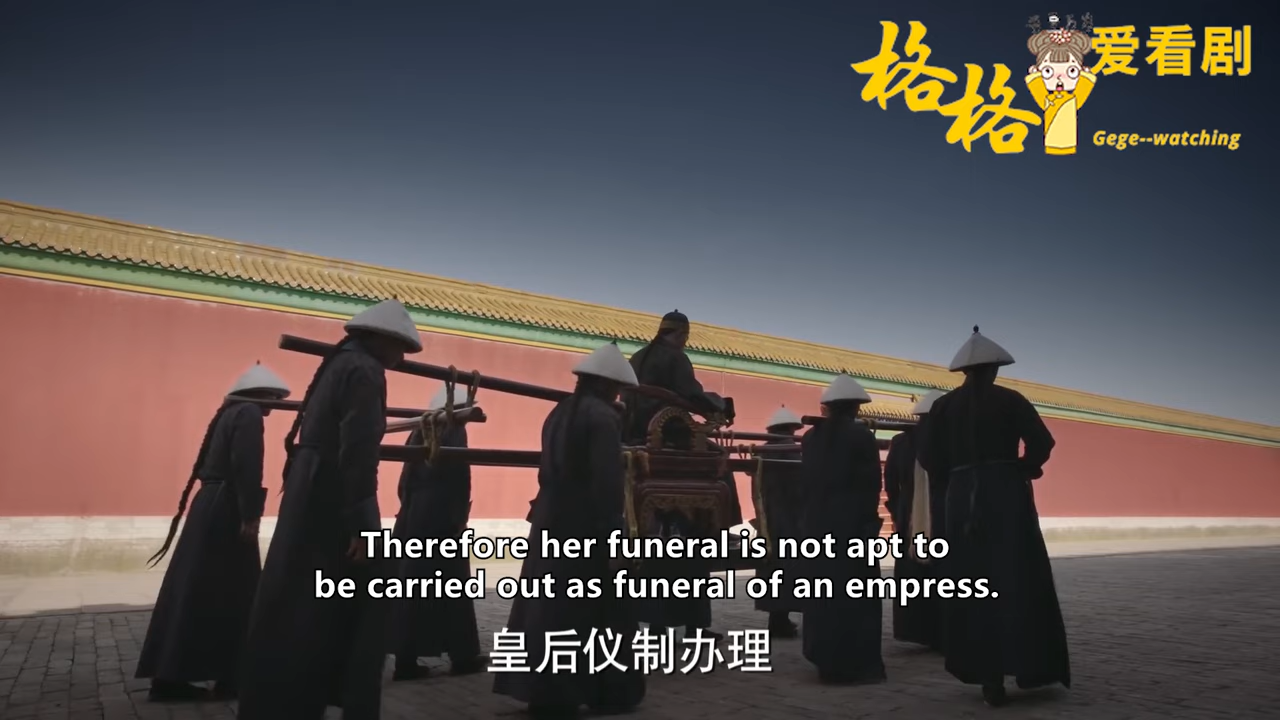 格格
爱看剧
Gege--watching
Therefore her funeral is not apt to
be carried out as funeral of an empress.
皇后仪制办理